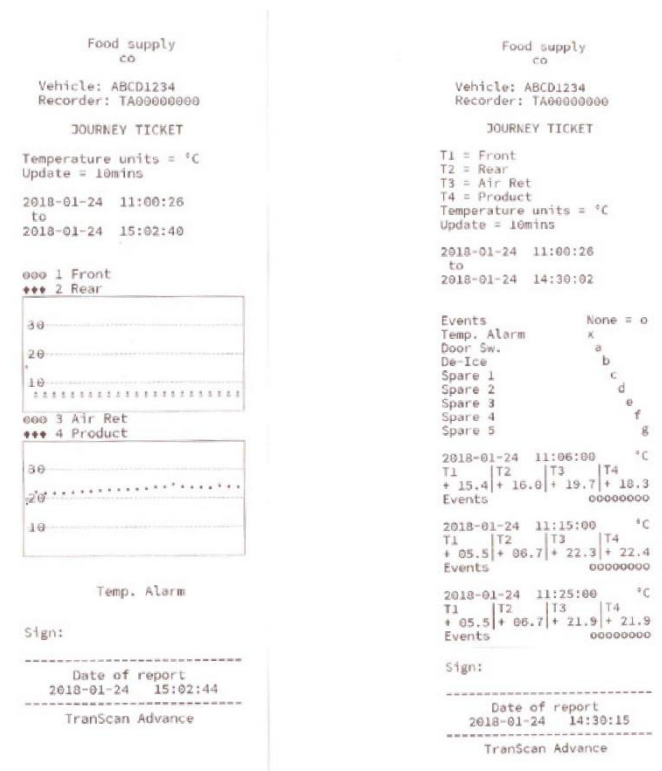 Food supply
co
Vehicle: ABCD1234
Recorder: TA00000000
JOURNEY TICKET
Temperature units = °C
Update = 10mins
2018-01-24 11:00:26
to
2018-01-24 15:02:40
ooo 1 Front
♦♦♦ 2 Rear
30
20
10
ooo 3 Air Ret
♦♦♦ 4 Product
30
20
10
Temp. Alarm
Sign:
Date of report
2018-01-24 15:02:44
TranScan Advance
Food supply
co
Vehicle: ABCD1234
Recorder: TA00000000
JOURNEY TICKET
T1 = Front
T2 = Rear
T3 = Air Ret
T4 = Product
Temperature units = °C
Update = 10mins
2018-01-24 11:00:26
to
2018-01-24 14:30:02
Events None = o
Temp. Alarm x
Door Sw. a
De-Ice b
Spare 1 c
Spare 2 d
Spare 3 e
Spare 4 f
Spare 5 g
2018-01-24 11:06:00 °C
T1 |T2 |T3 |T4
+ 15.4|+ 16.0|+ 19.7|+ 18.3
Events oooooooo
2018-01-24 11:15:00 °C
T1 |T2 |T3 |T4
+ 05.5|+ 06.7|+ 22.3|+ 22.4
Events oooooooo
2018-01-24 11:25:00 °C
T1 |T2 |T3 |T4
+ 05.5|+ 06.7|+ 21.9|+ 21.9
Events oooooooo
Sign:
Date of report
2018-01-24 14:30:15
TranScan Advance